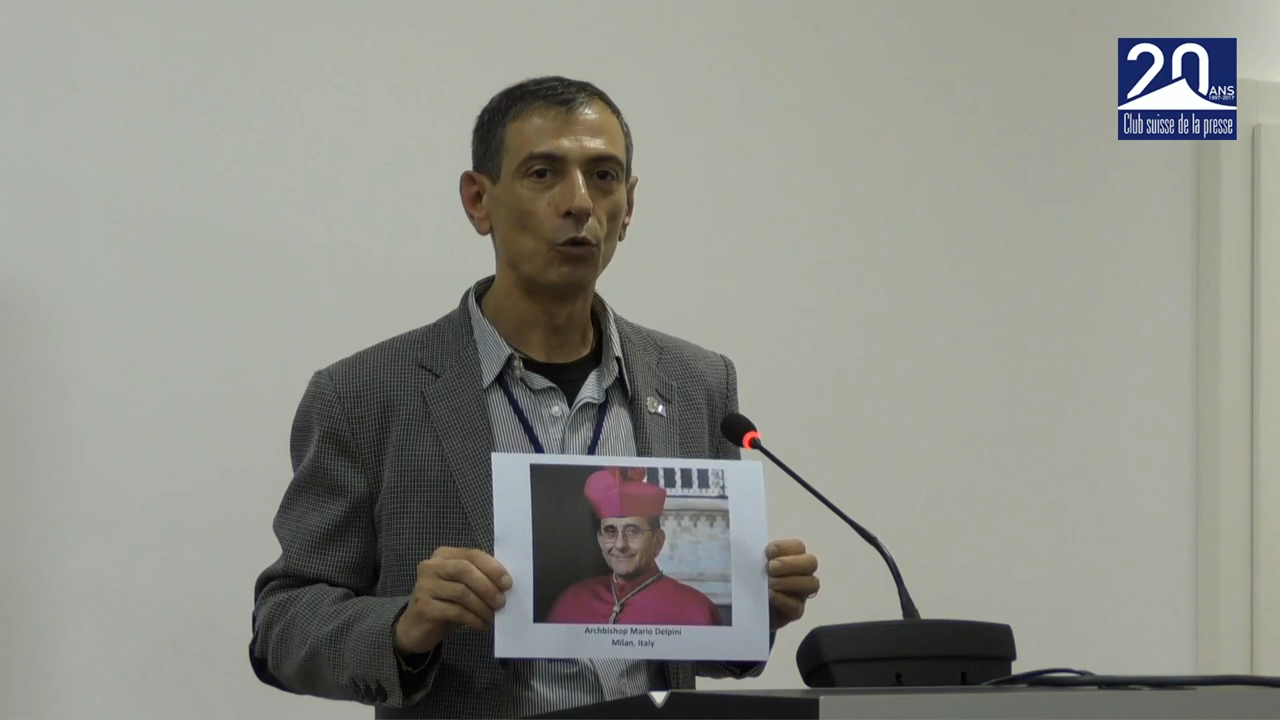 20
ANS
1997-2017
Club suisse de la presse
Archbishop Mario Delpini
Milan, Italy